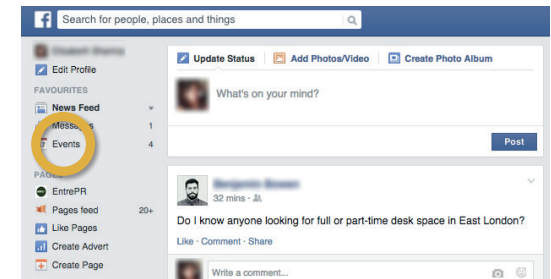 Search for people, places and things
Edit Profile
FAVOURITES
News Feed
Messages 1
Events 4
PAGES
EntrePR
Pages feed 20+
Like Pages
Create Advert
Create Page
Update Status Add Photos/Video Create Photo Album
What's on your mind?
Post
32 mins ·
Do I know anyone looking for full or part-time desk space in East London?
Like · Comment · Share
Write a comment...